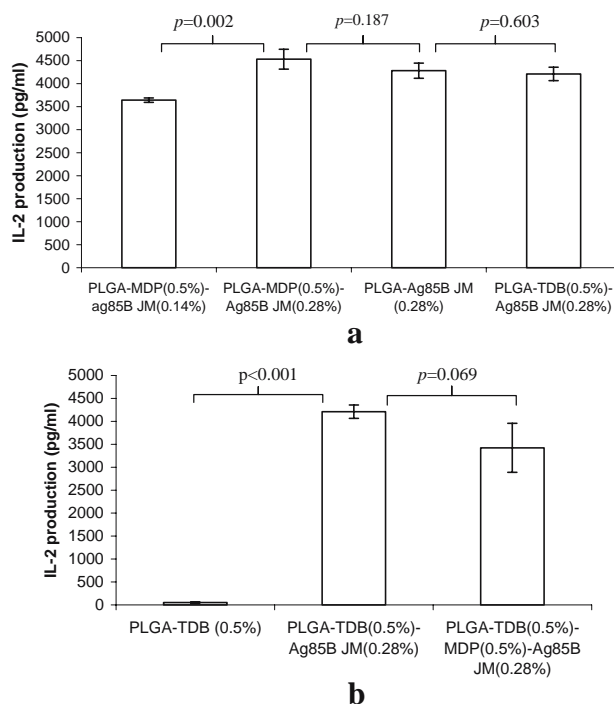 p=0.002
p=0.187
p=0.603
IL-2 production (pg/ml)
5000
4500
4000
3500
3000
2500
2000
1500
1000
500
0
PLGA-MDP(0.5%)-
ag85B JM(0.14%)
PLGA-MDP(0.5%)-
Ag85B JM(0.28%)
PLGA-Ag85B JM
(0.28%)
PLGA-TDB(0.5%)-
Ag85B JM(0.28%)
a
p<0.001
p=0.069
IL-2 production (pg/ml)
5000
4500
4000
3500
3000
2500
2000
1500
1000
500
0
PLGA-TDB (0.5%)
PLGA-TDB(0.5%)-
Ag85B JM(0.28%)
PLGA-TDB(0.5%)-
MDP(0.5%)-Ag85B
JM(0.28%)
b